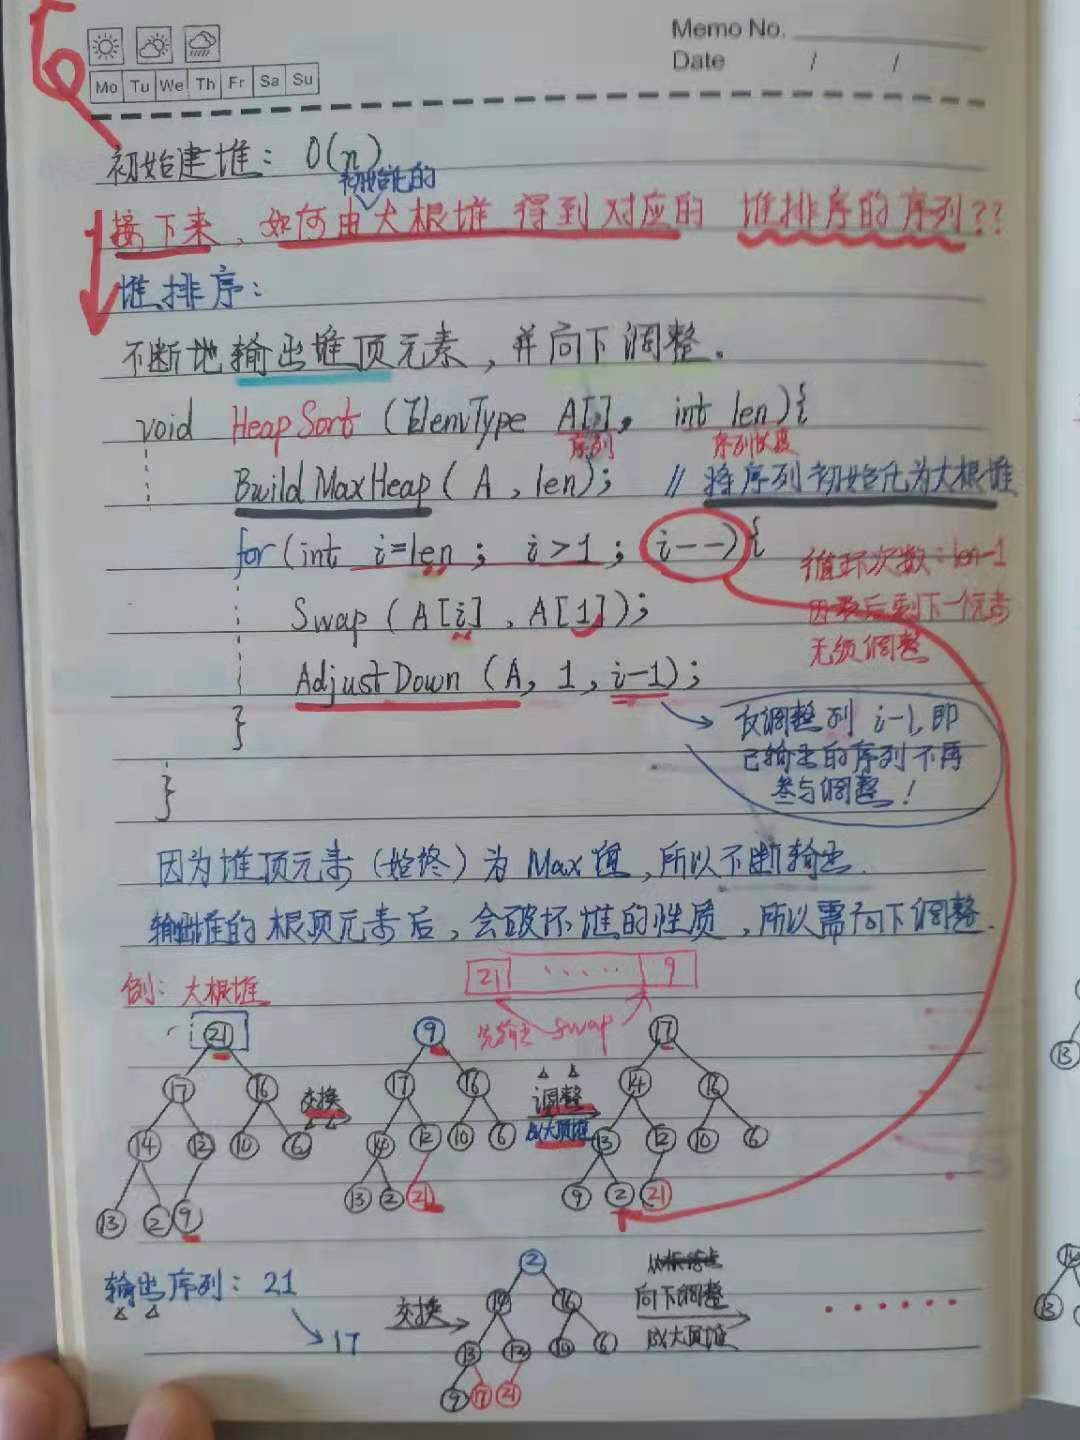 Memo No.
Date / /
Mo Tu We Th Fr Sa Su
初始建堆：O(n)
初始化的
接下来，如何由大根堆 得到对应的 堆排序的序列??
堆排序：
不断地输出堆顶元素，并向下调整.
void HeapSort (ElemType A[], int len){
序列 序列长度
BuildMaxHeap( A , len); // 将序列初始化为大根堆
for(int i=len ; i>1 ; i--){
循环次数：len-1
因最后剩下一个元素
无须调整
Swap ( A[i] , A[1]);
AdjustDown (A, 1, i-1);
}
仅调整到 i-1, 即
已输出的序列不再
参与调整！
}
因为堆顶元素（始终）为 Max 值，所以不断输出.
输出堆的根顶元素后，会破坏堆的性质，所以需向下调整.
例：大根堆
21 ······ 9
先输出 swap
21 9 17
17 16 17 16 14 16
交换 调整
成大顶堆
14 12 10 6 14 12 10 6 13 12 10 6
13 2 9 13 2 21 9 2 21
输出序列：21
17
交换
2
14 16
13 12 10 6
9 17 21
向下调整
成大顶堆
······